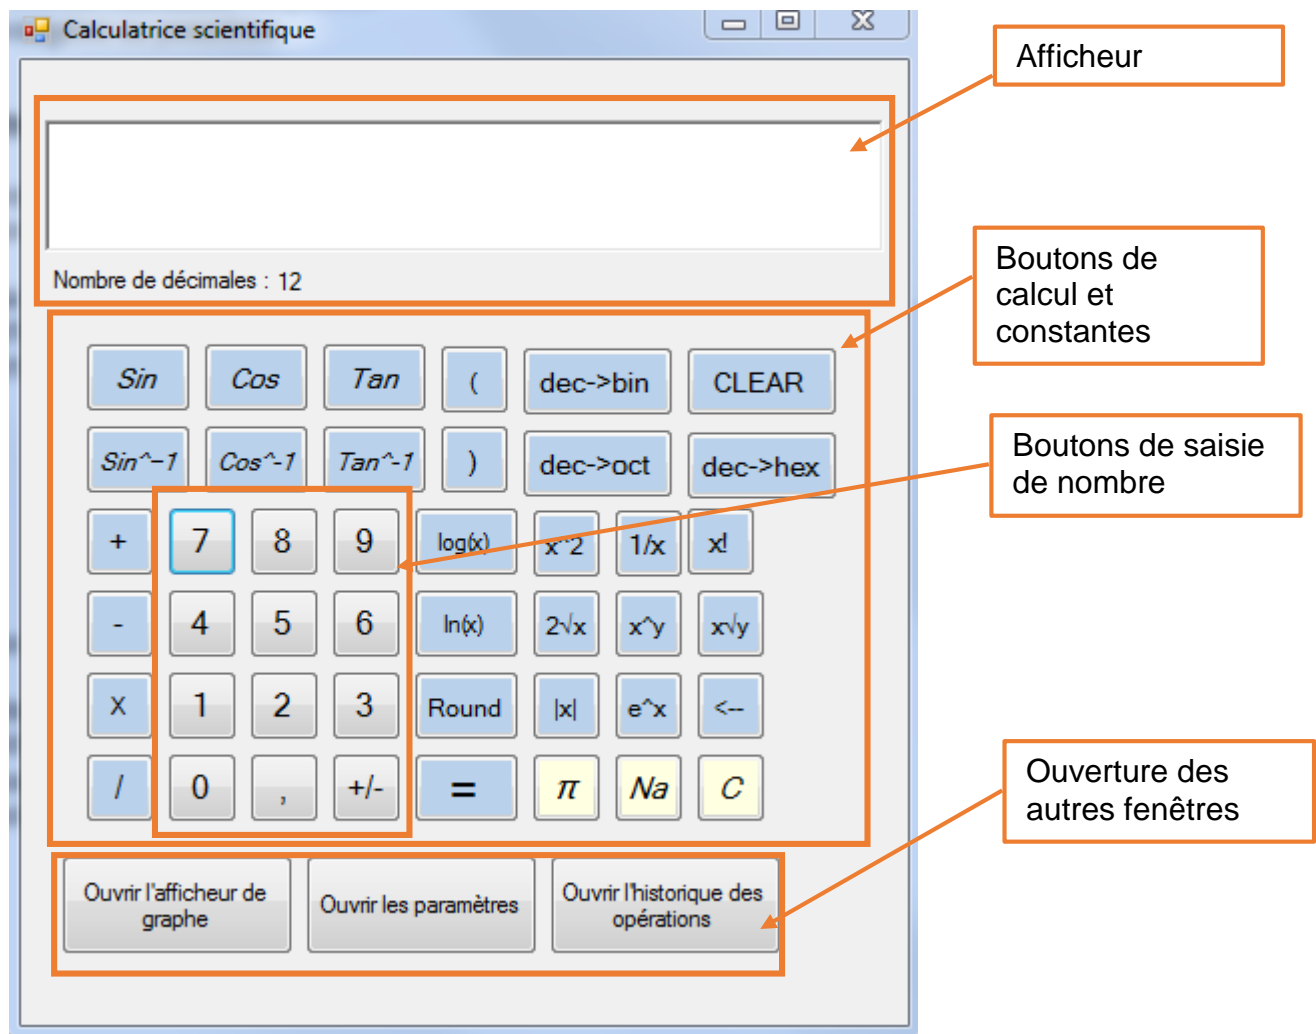 Calculatrice scientifique
Afficheur
Nombre de décimales : 12
Boutons de
calcul et
constantes
Sin Cos Tan ( dec->bin CLEAR
Sin^-1 Cos^-1 Tan^-1 ) dec->oct dec->hex
Boutons de saisie
de nombre
+ 7 8 9 log(x) x^2 1/x x!
- 4 5 6 ln(x) 2√x x^y x√y
X 1 2 3 Round |x| e^x <--
/ 0 , +/- = π Na C
Ouverture des
autres fenêtres
Ouvrir l'afficheur de
graphe
Ouvrir les paramètres
Ouvrir l'historique des
opérations